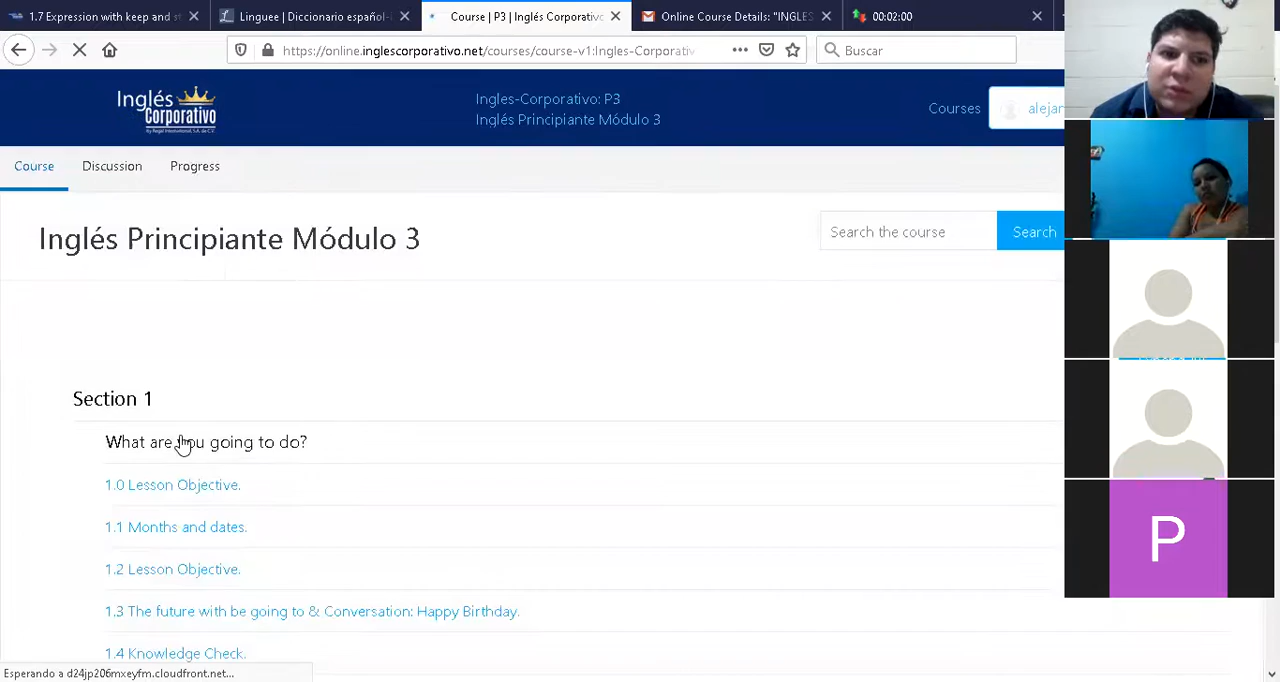 1.7 Expression with keep and s
Linguee | Diccionario español-
Course | P3 | Inglés Corporativo
Online Course Details: "INGLES
00:02:00
https://online.inglescorporativo.net/courses/course-v1:Ingles-Corporativ
Buscar
Inglés
Corporativo
Ingles-Corporativo: P3
Inglés Principiante Módulo 3
Courses
alejan
Course
Discussion
Progress
Inglés Principiante Módulo 3
Search the course
Search
Section 1
What are you going to do?
1.0 Lesson Objective.
1.1 Months and dates.
1.2 Lesson Objective.
1.3 The future with be going to & Conversation: Happy Birthday.
1.4 Knowledge Check.
Esperando a d24jp206mxeyfm.cloudfront.net...
P